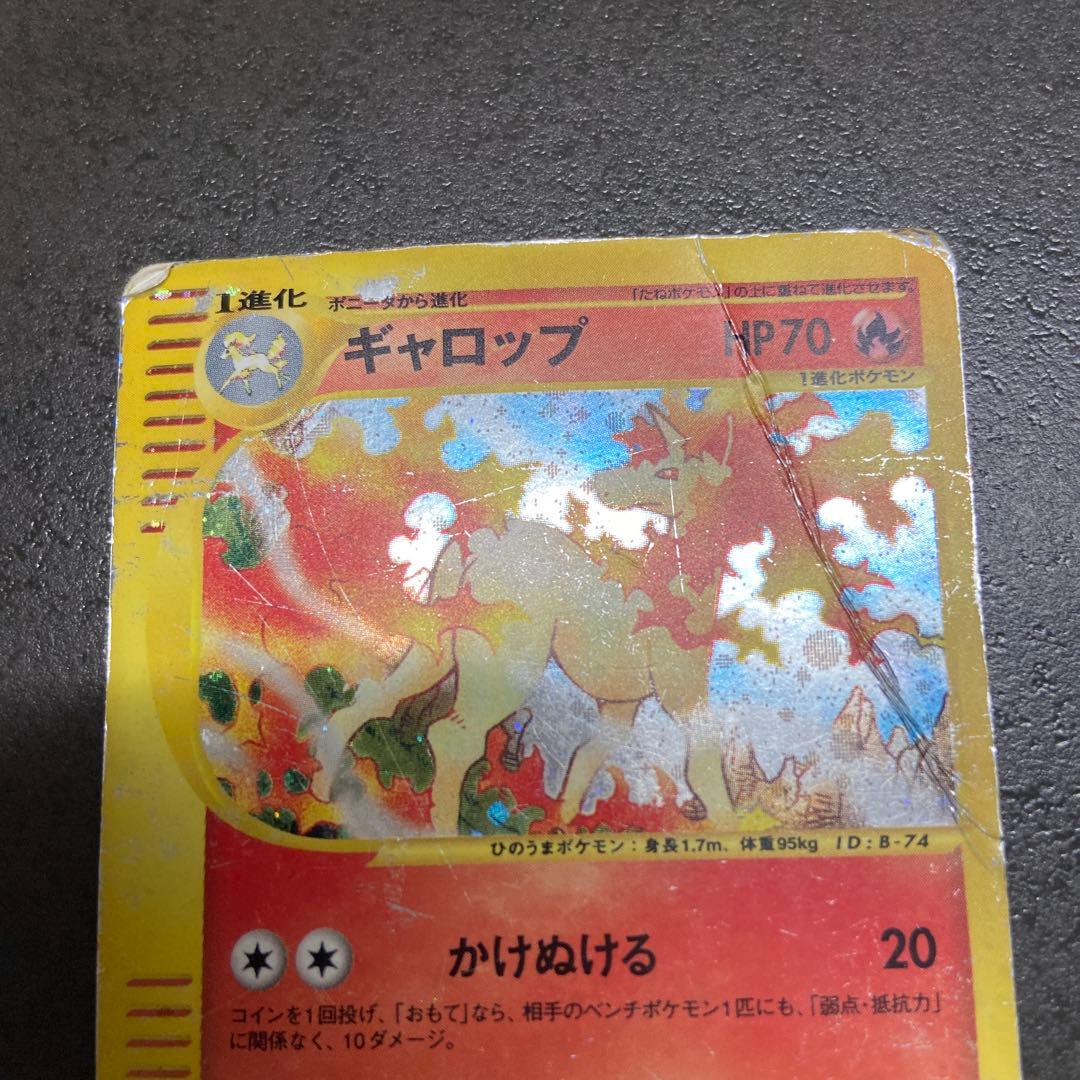 1進化 ポニータから進化 「たねポケモン」の上に重ねて進化させます。
ギャロップ HP70
1進化ポケモン
ひのうまポケモン：身長1.7m、体重95kg ID：B-74
かけぬける 20
コインを1回投げ、「おもて」なら、相手のベンチポケモン1匹にも、「弱点・抵抗力」
に関係なく、10ダメージ。